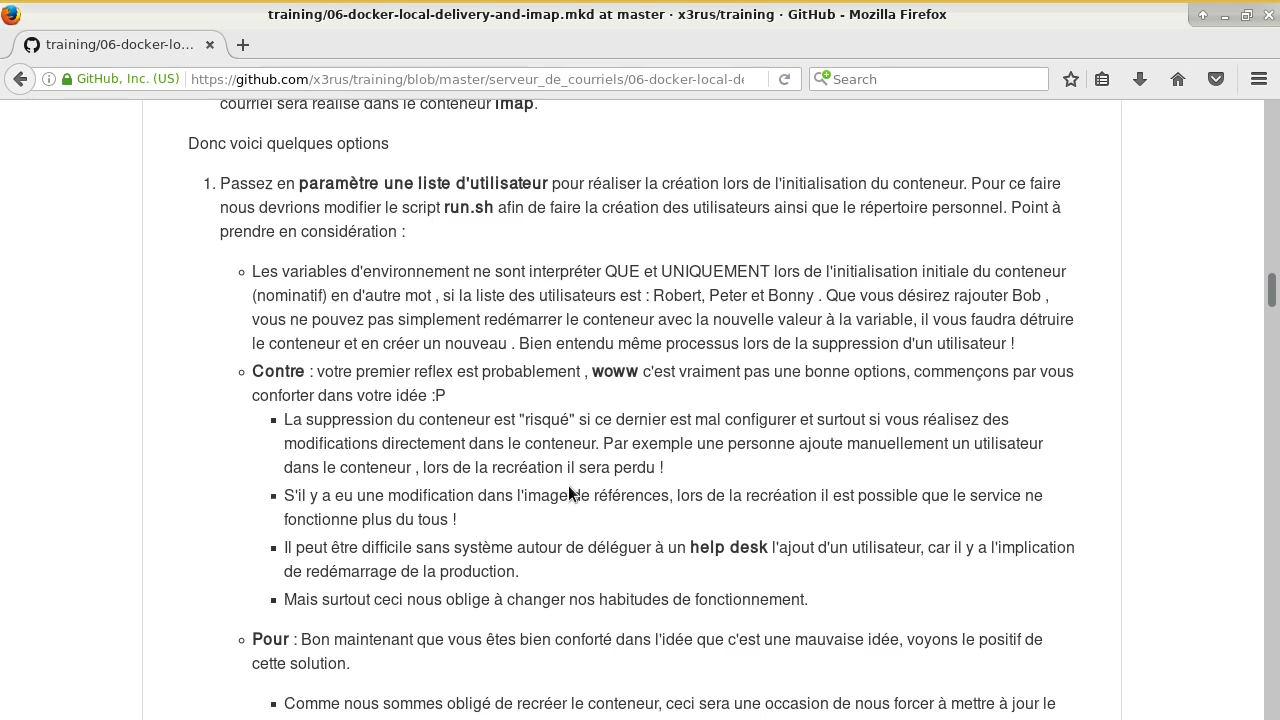 training/06-docker-local-delivery-and-imap.mkd at master · x3rus/training · GitHub - Mozilla Firefox
training/06-docker-lo...
GitHub, Inc. (US)
https://github.com/x3rus/training/blob/master/serveur_de_courriels/06-docker-local-de
Search
courriel sera réalisé dans le conteneur imap.
Donc voici quelques options
1. Passez en paramètre une liste d'utilisateur pour réaliser la création lors de l'initialisation du conteneur. Pour ce faire
nous devrions modifier le script run.sh afin de faire la création des utilisateurs ainsi que le répertoire personnel. Point à
prendre en considération :
Les variables d'environnement ne sont interpréter QUE et UNIQUEMENT lors de l'initialisation initiale du conteneur
(nominatif) en d'autre mot , si la liste des utilisateurs est : Robert, Peter et Bonny . Que vous désirez rajouter Bob ,
vous ne pouvez pas simplement redémarrer le conteneur avec la nouvelle valeur à la variable, il vous faudra détruire
le conteneur et en créer un nouveau . Bien entendu même processus lors de la suppression d'un utilisateur !
Contre : votre premier reflex est probablement , woww c'est vraiment pas une bonne options, commençons par vous
conforter dans votre idée :P
La suppression du conteneur est "risqué" si ce dernier est mal configurer et surtout si vous réalisez des
modifications directement dans le conteneur. Par exemple une personne ajoute manuellement un utilisateur
dans le conteneur , lors de la recréation il sera perdu !
S'il y a eu une modification dans l'image de références, lors de la recréation il est possible que le service ne
fonctionne plus du tous !
Il peut être difficile sans système autour de déléguer à un help desk l'ajout d'un utilisateur, car il y a l'implication
de redémarrage de la production.
Mais surtout ceci nous oblige à changer nos habitudes de fonctionnement.
Pour : Bon maintenant que vous êtes bien conforté dans l'idée que c'est une mauvaise idée, voyons le positif de
cette solution.
Comme nous sommes obligé de recréer le conteneur, ceci sera une occasion de nous forcer à mettre à jour le